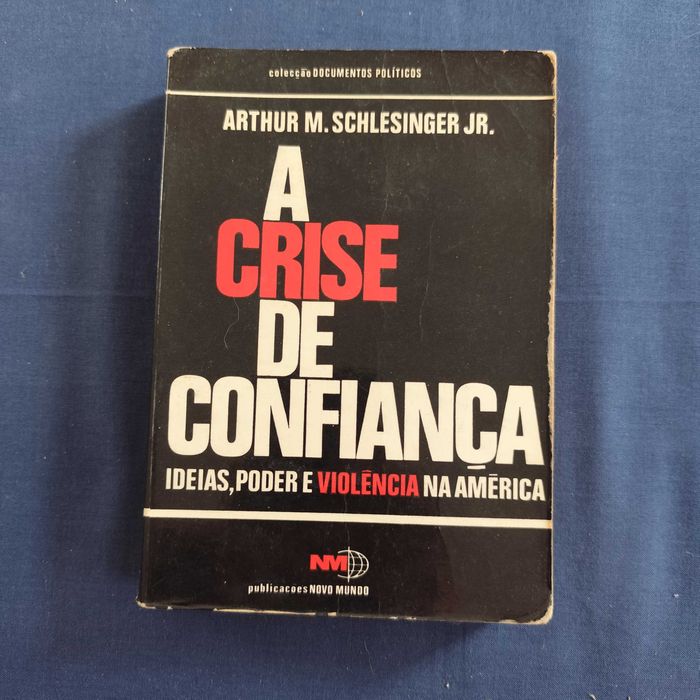 colecção DOCUMENTOS POLÍTICOS
ARTHUR M. SCHLESINGER JR.
A
CRISE
DE
CONFIANÇA
IDEIAS, PODER E VIOLÊNCIA NA AMÉRICA
NM
publicacoes NOVO MUNDO